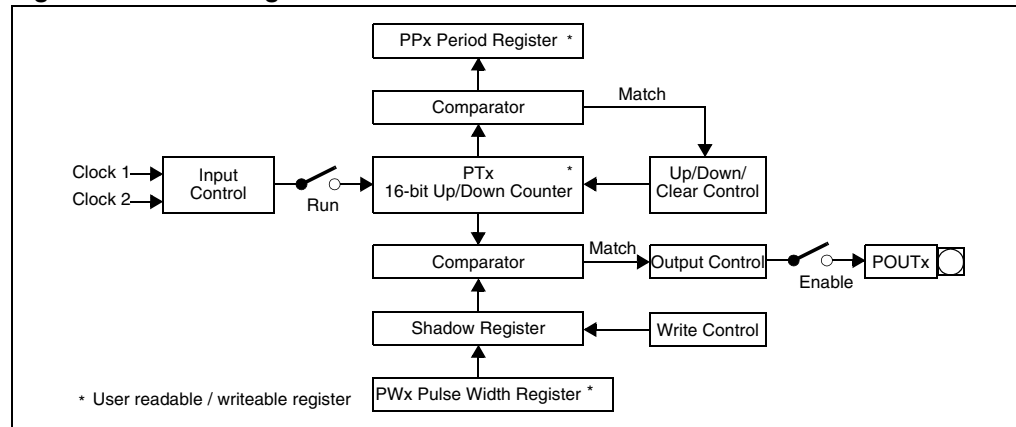 PPx Period Register *
Comparator
Match
Clock 1
Clock 2
Input
Control
Run
PTx *
16-bit Up/Down Counter
Up/Down/
Clear Control
Comparator
Match
Output Control
Enable
POUTx
Shadow Register
Write Control
PWx Pulse Width Register *
* User readable / writeable register